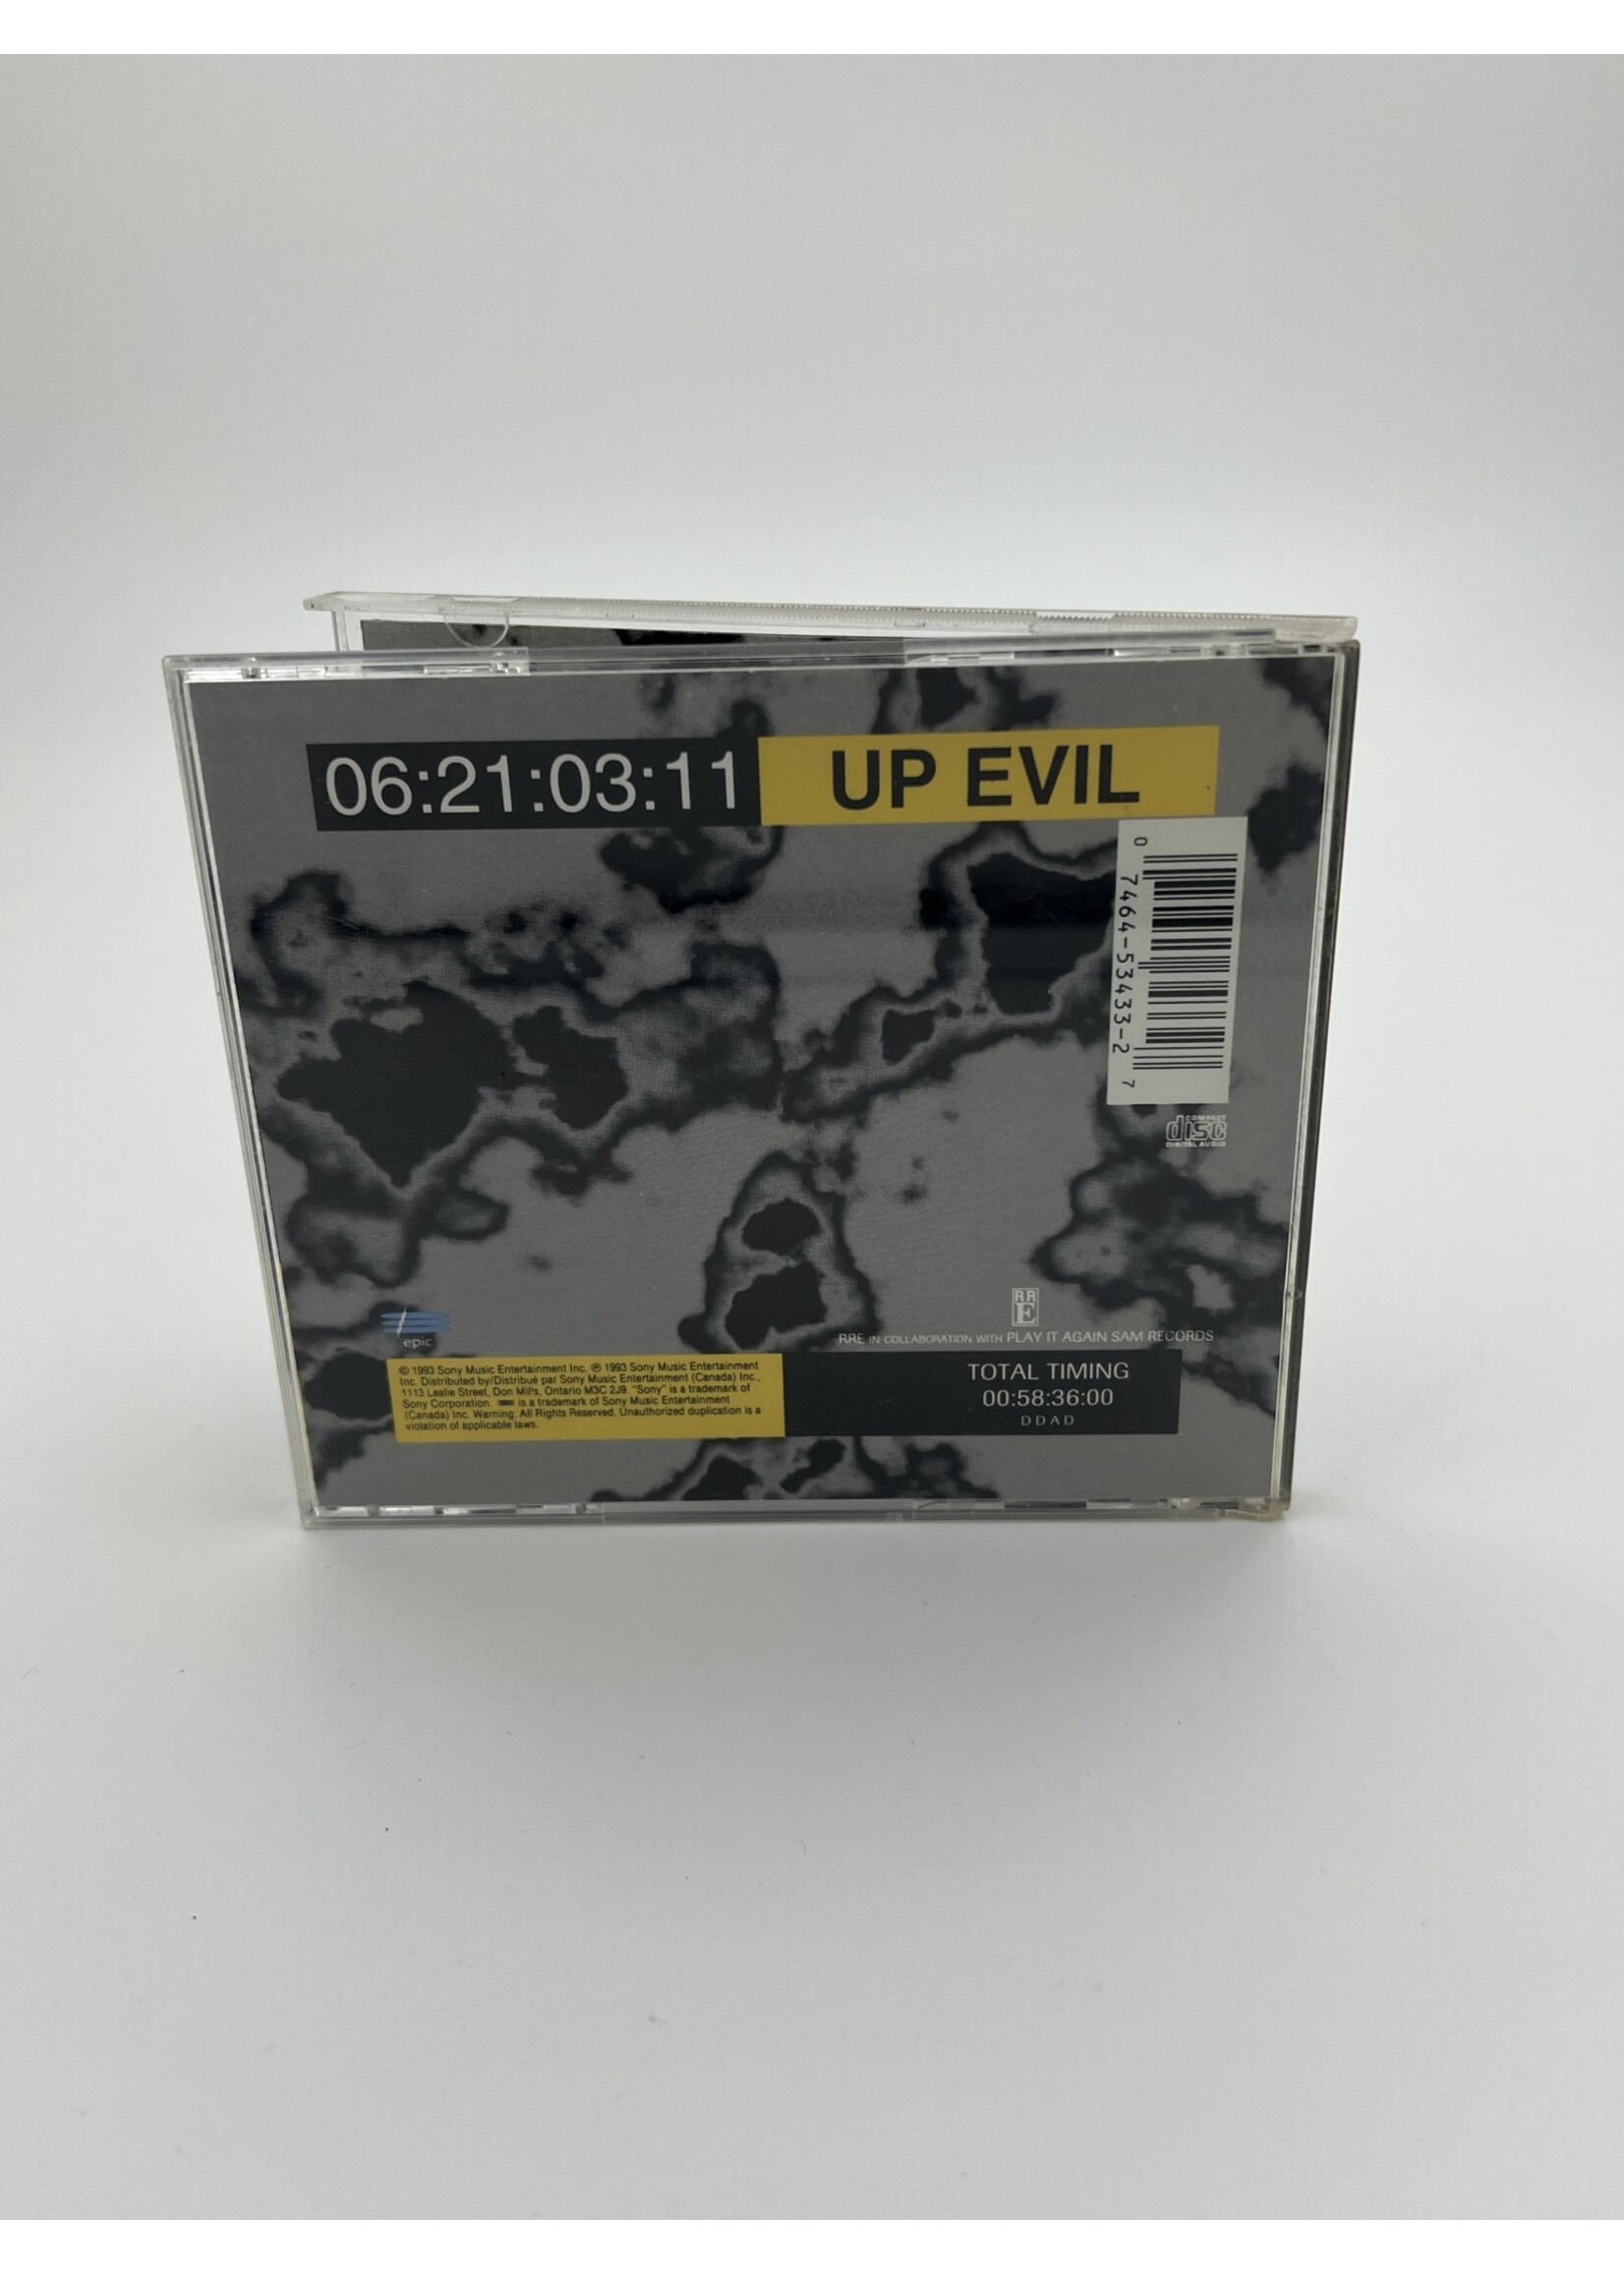 06:21:03:11 UP EVIL
0 7464-53433-2 7
COMPACT
disc
DIGITAL AUDIO
RR
E
epic
RRE IN COLLABORATION WITH PLAY IT AGAIN SAM RECORDS
© 1993 Sony Music Entertainment Inc. ℗ 1993 Sony Music Entertainment
Inc. Distributed by/Distribué par Sony Music Entertainment (Canada) Inc.,
1113 Leslie Street, Don Mills, Ontario M3C 2J9. "Sony" is a trademark of
Sony Corporation. is a trademark of Sony Music Entertainment
(Canada) Inc. Warning: All Rights Reserved. Unauthorized duplication is a
violation of applicable laws.
TOTAL TIMING
00:58:36:00
DDAD